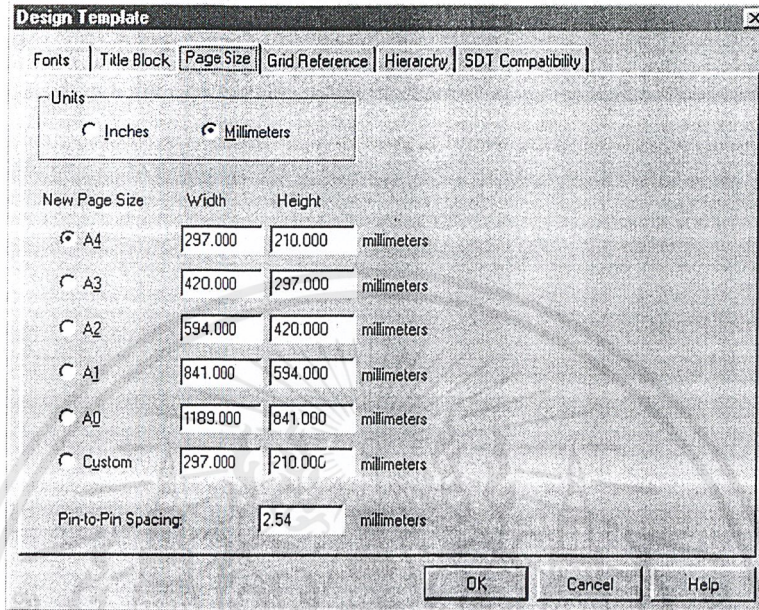 Design Template
Fonts Title Block Page Size Grid Reference Hierarchy SDT Compatibility
Units
Inches Millimeters
New Page Size Width Height
A4 297.000 210.000 millimeters
A3 420.000 297.000 millimeters
A2 594.000 420.000 millimeters
A1 841.000 594.000 millimeters
A0 1189.000 841.000 millimeters
Custom 297.000 210.000 millimeters
Pin-to-Pin Spacing: 2.54 millimeters
OK Cancel Help